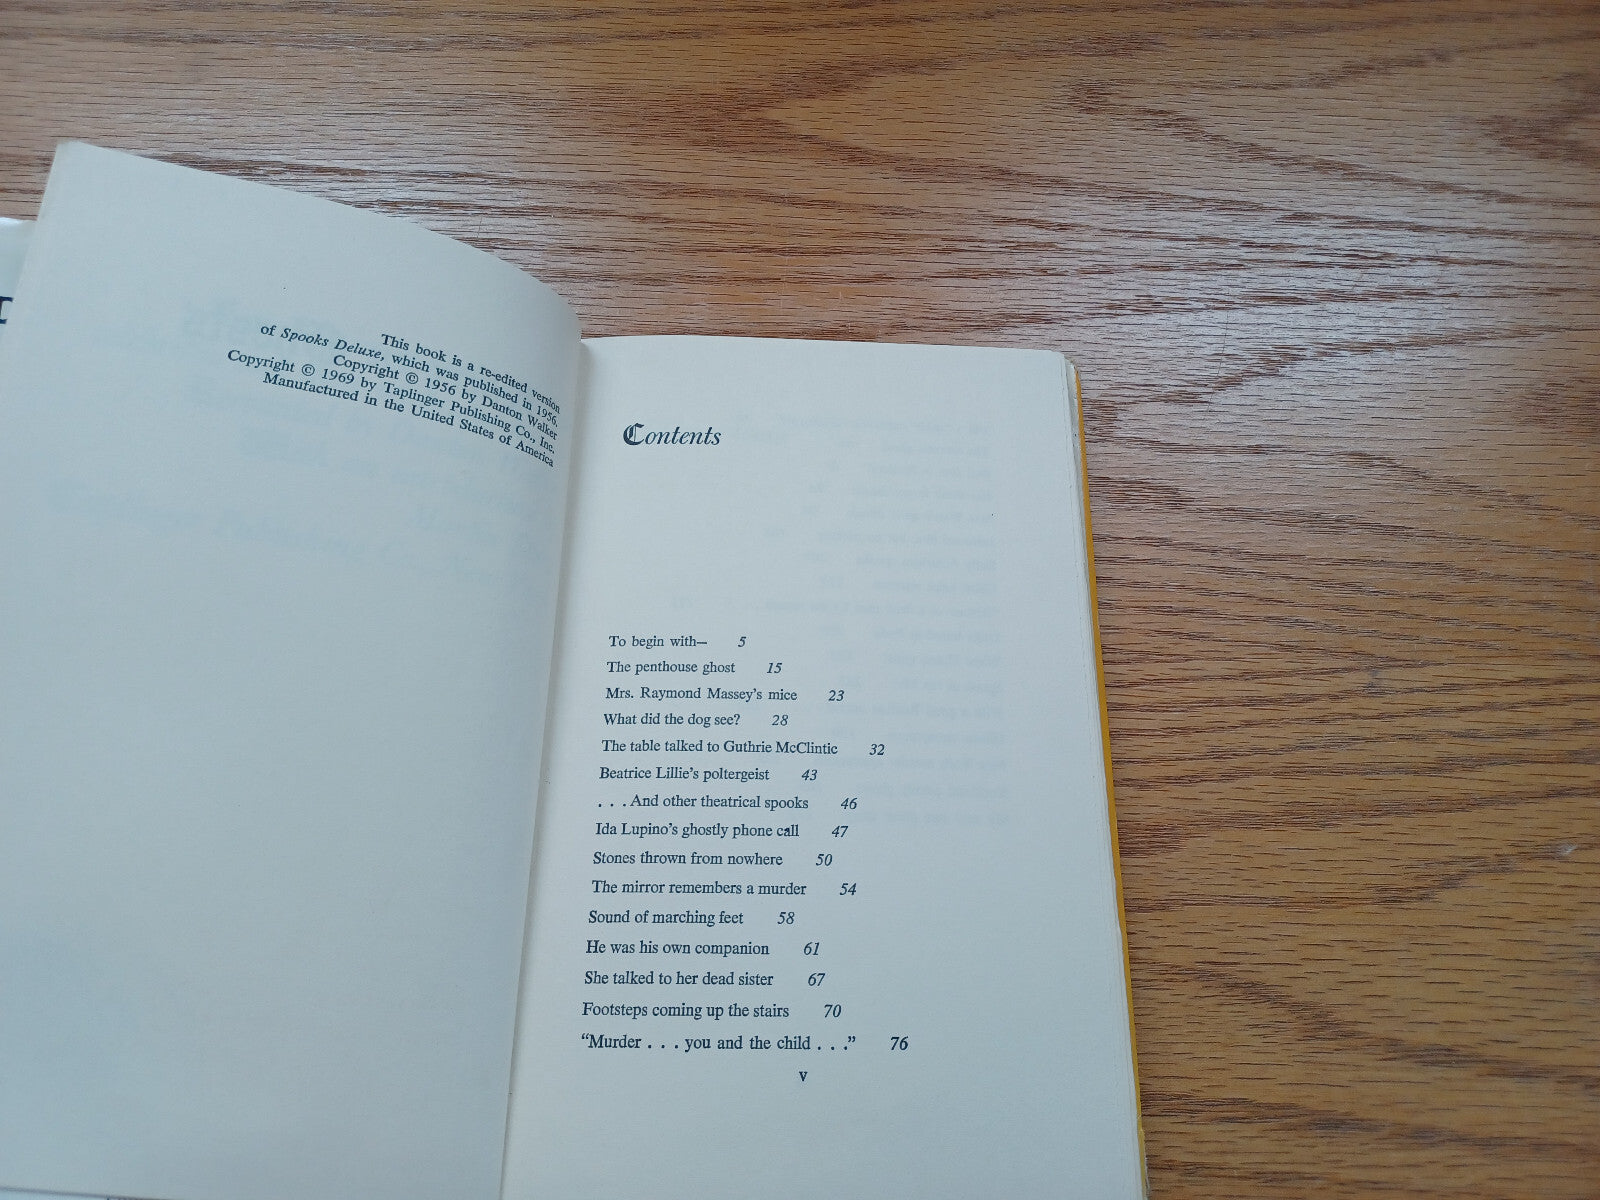 This book is a re-edited version
of Spooks Deluxe, which was published in 1956.
Copyright © 1956 by Danton Walker
Copyright © 1969 by Taplinger Publishing Co., Inc.
Manufactured in the United States of America
Contents
To begin with— 5
The penthouse ghost 15
Mrs. Raymond Massey's mice 23
What did the dog see? 28
The table talked to Guthrie McClintic 32
Beatrice Lillie's poltergeist 43
. . . And other theatrical spooks 46
Ida Lupino's ghostly phone call 47
Stones thrown from nowhere 50
The mirror remembers a murder 54
Sound of marching feet 58
He was his own companion 61
She talked to her dead sister 67
Footsteps coming up the stairs 70
“Murder . . . you and the child . . .” 76
v